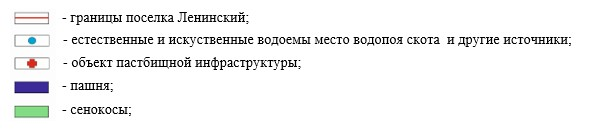 - границы поселка Ленинский;
- естественные и искуственные водоемы место водопоя скота и другие источники;
- объект пастбищной инфраструктуры;
- пашня;
- сенокосы;